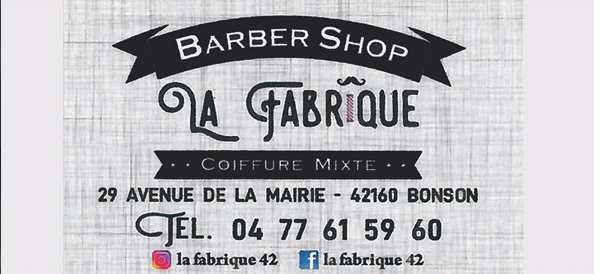 BARBER SHOP
LA FABRIQUE
COIFFURE MIXTE
29 AVENUE DE LA MAIRIE - 42160 BONSON
TEL. 04 77 61 59 60
la fabrique 42 la fabrique 42